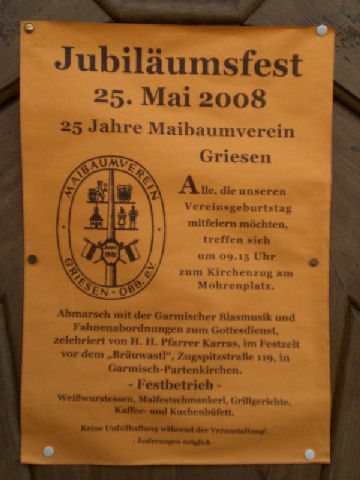 Jubiläumsfest
25. Mai 2008
25 Jahre Maibaumverein
Griesen
MAIBAUMVEREIN
GRIESEN - OBB. e.V.
Alle, die unseren
Vereinsgeburtstag
mitfeiern möchten,
treffen sich
um 09.15 Uhr
zum Kirchenzug am
Mohrenplatz.
Abmarsch mit der Garmischer Blasmusik und
Fahnenabordnungen zum Gottesdienst,
zelebriert von H. H. Pfarrer Karras, im Festzelt
vor dem „Bräuwastl", Zugspitzstraße 119, in
Garmisch-Partenkirchen.
- Festbetrieb -
Weißwurstessen, Maifestschmankerl, Grillgerichte,
Kaffee- und Kuchenbüfett.
Keine Unfallhaftung während der Veranstaltung!
- Änderungen möglich -